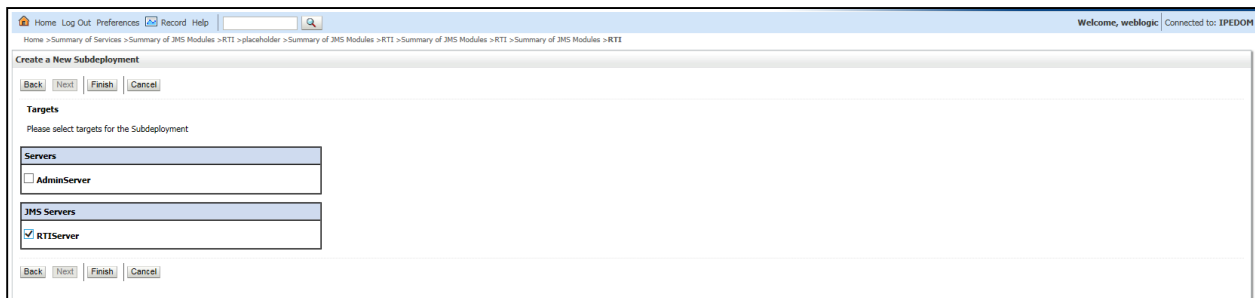 Home Log Out Preferences Record Help
Welcome, weblogic Connected to: IPEDOM
Home >Summary of Services >Summary of JMS Modules >RTI >placeholder >Summary of JMS Modules >RTI >Summary of JMS Modules >RTI >Summary of JMS Modules >RTI
Create a New Subdeployment
Back Next Finish Cancel
Targets
Please select targets for the Subdeployment
Servers
AdminServer
JMS Servers
RTIServer
Back Next Finish Cancel